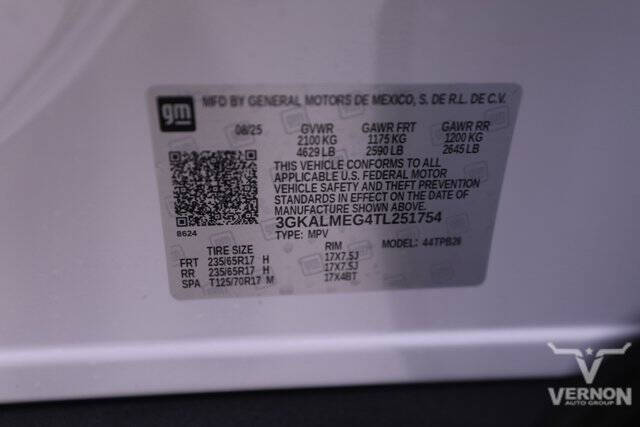 gm MFD BY GENERAL MOTORS DE MEXICO, S. DE R.L. DE C.V.
08/25 GVWR GAWR FRT GAWR RR
2100 KG 1175 KG 1200 KG
4629 LB 2590 LB 2645 LB
THIS VEHICLE CONFORMS TO ALL
APPLICABLE U.S. FEDERAL MOTOR
VEHICLE SAFETY AND THEFT PREVENTION
STANDARDS IN EFFECT ON THE DATE OF
MANUFACTURE SHOWN ABOVE.
3GKALMEG4TL251754
8624 TYPE: MPV
TIRE SIZE RIM MODEL: 44TPB26
FRT 235/65R17 H 17X7.5J
RR 235/65R17 H 17X7.5J
SPA T125/70R17 M 17X4BT
VERNON
AUTO GROUP